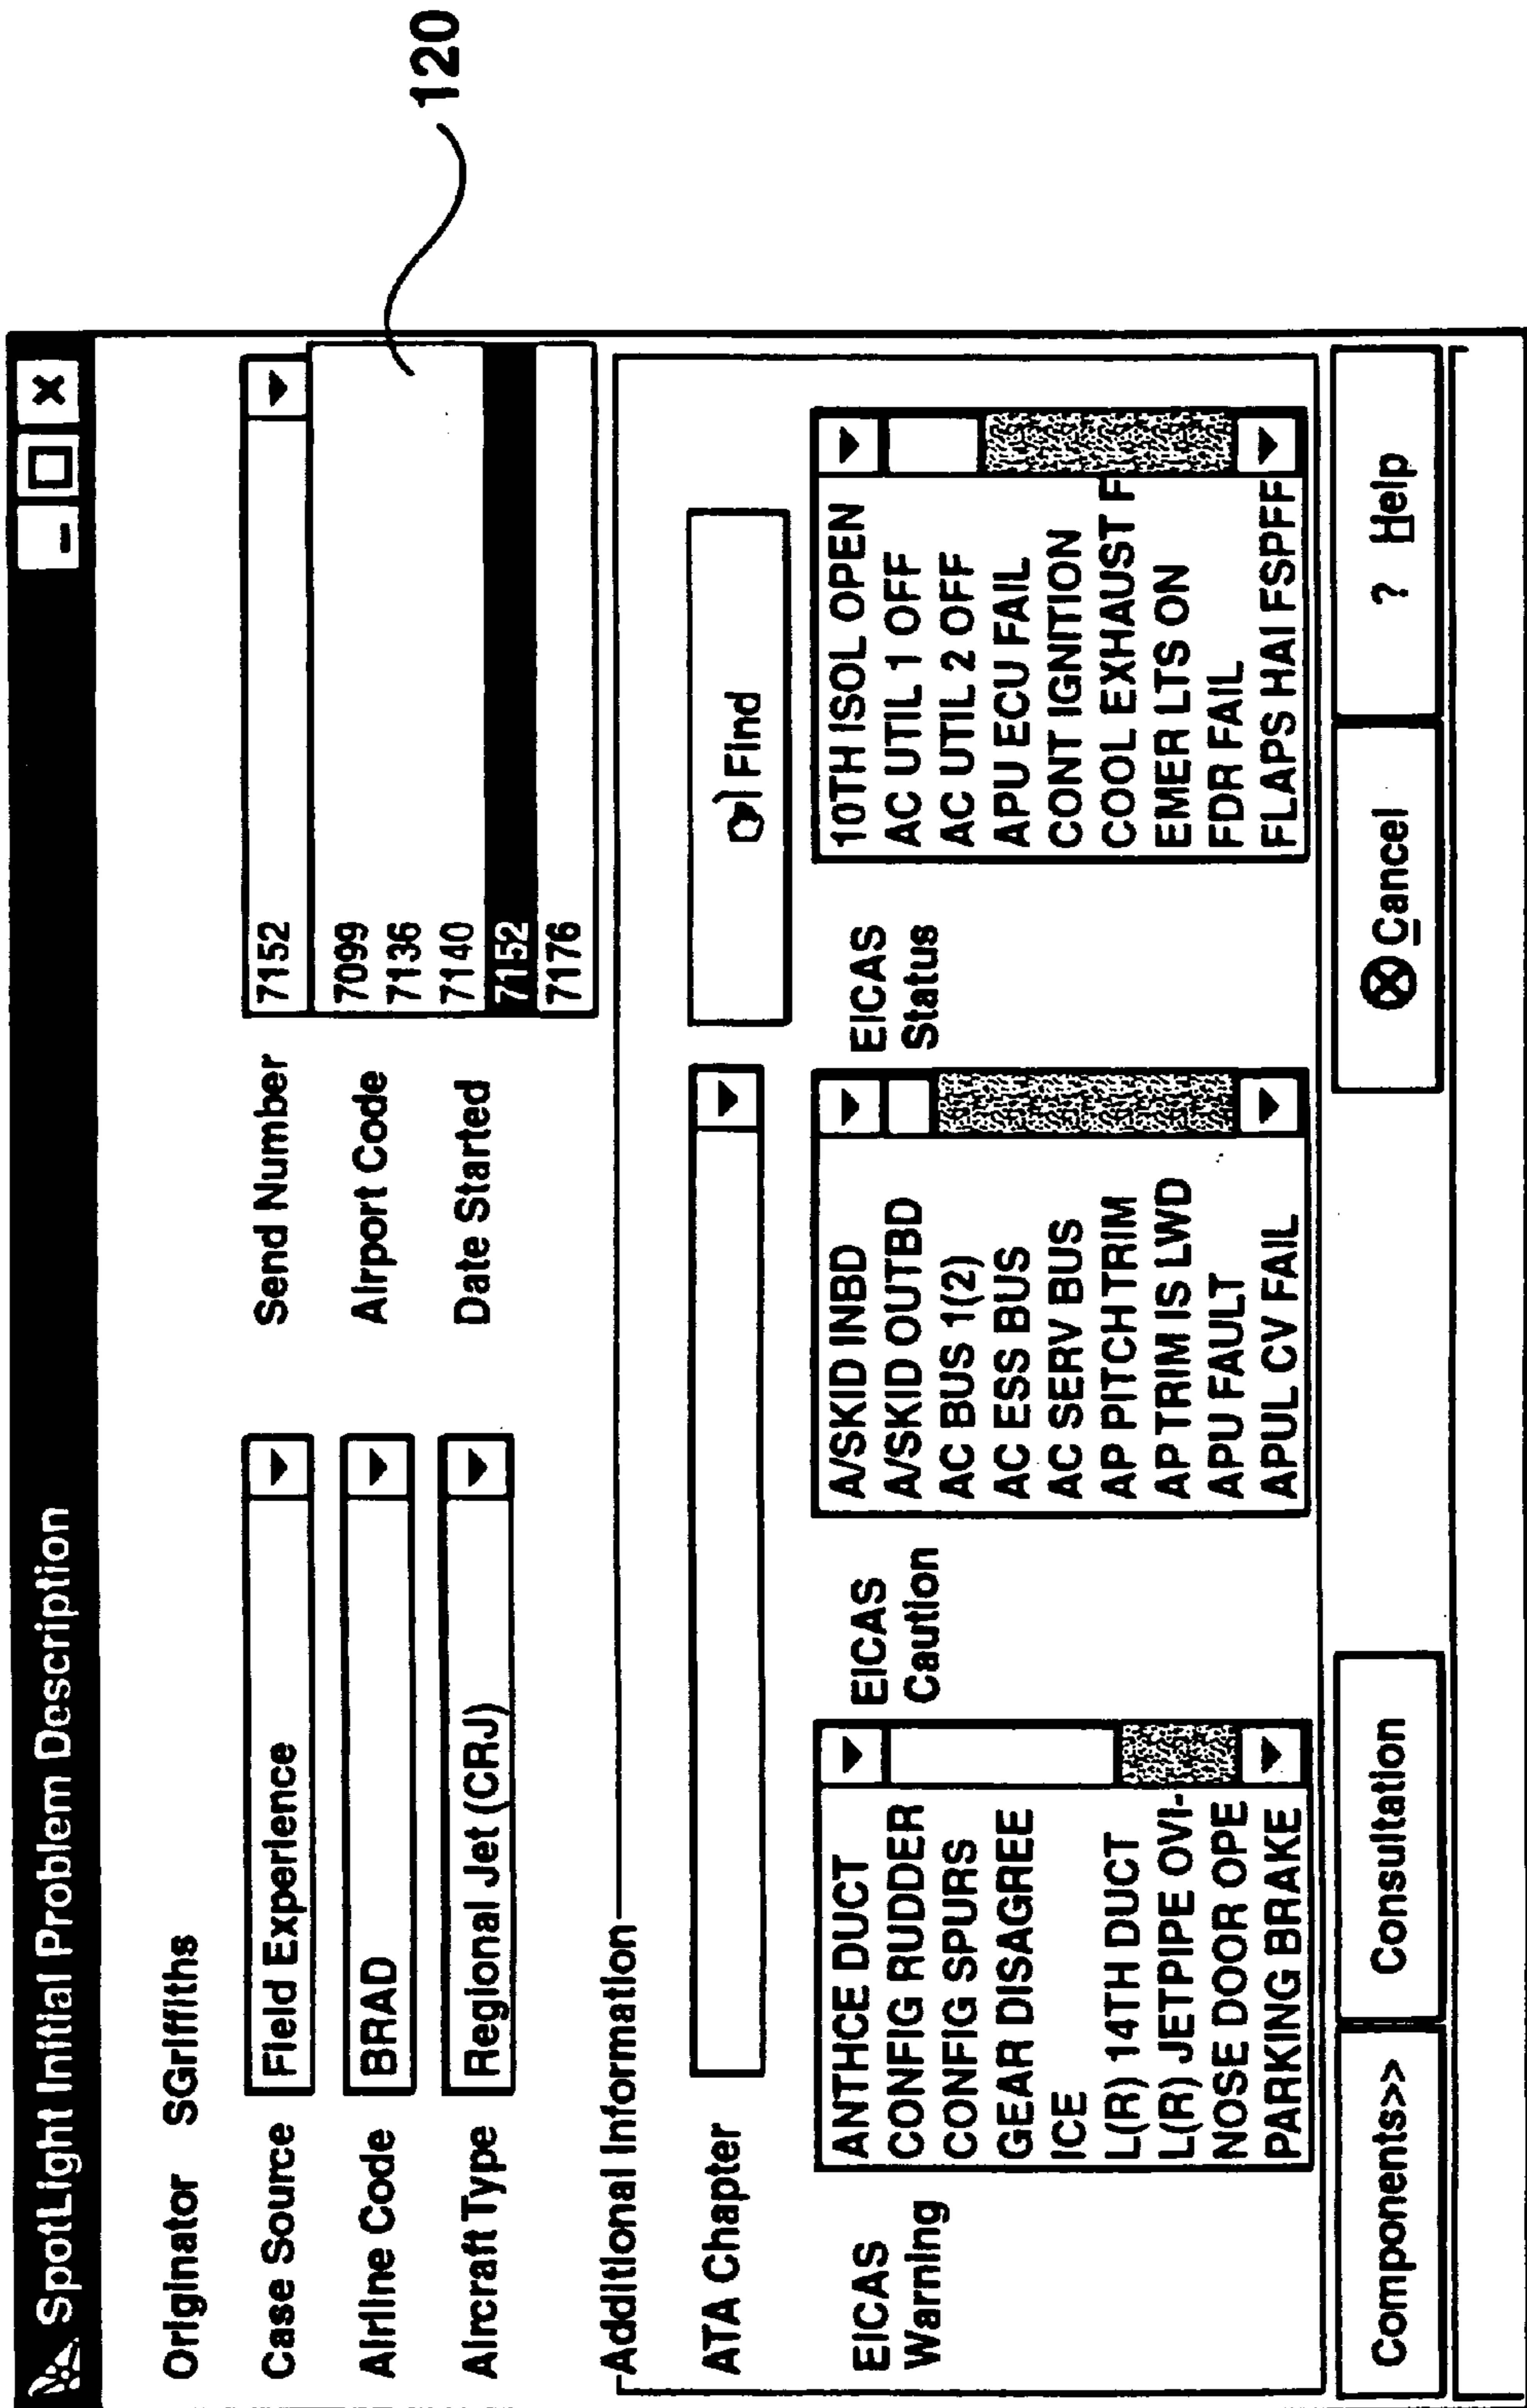 SpotLight Initial Problem Description
Originator SGriffiths
Case Source Field Experience
Send Number 7152
Airline Code BRAD
Airport Code
7099
7136
7140
7152
7176
Aircraft Type Regional Jet (CRJ)
Date Started
120
Additional Information
ATA Chapter
Find
EICAS
Warning
ANTHCE DUCT
CONFIG RUDDER
CONFIG SPURS
GEAR DISAGREE
ICE
L(R) 14TH DUCT
L(R) JETPIPE OVI-
NOSE DOOR OPE
PARKING BRAKE
EICAS
Caution
A/SKID INBD
A/SKID OUTBD
AC BUS 1(2)
AC ESS BUS
AC SERV BUS
AP PITCH TRIM
AP TRIM IS LWD
APU FAULT
APUL CV FAIL
EICAS
Status
10TH ISOL OPEN
AC UTIL 1 OFF
AC UTIL 2 OFF
APU ECU FAIL
CONT IGNITION
COOL EXHAUST F
EMER LTS ON
FDR FAIL
FLAPS HAI FSPFF
Components>>
Consultation
Cancel
? Help